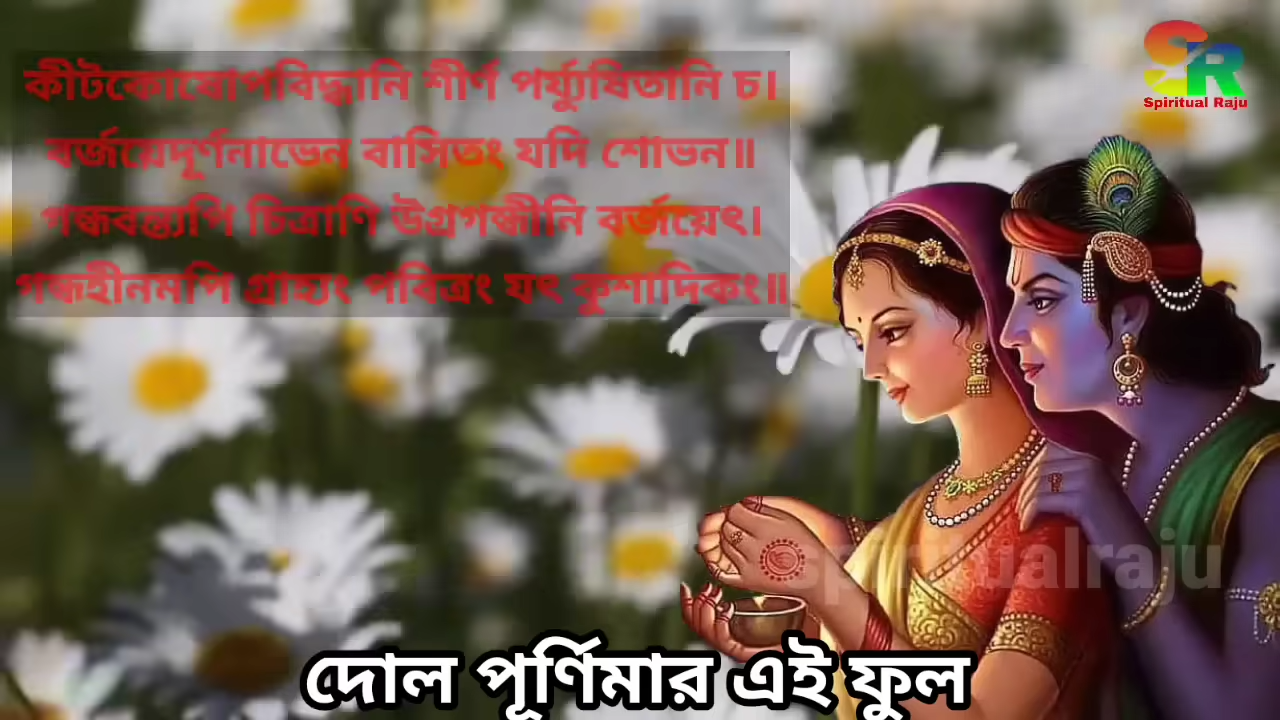 কীটকোষোপবিদ্ধানি শীর্ণ পর্য্যুষিতানি চ।
বর্জয়েদূর্ণনাভেন বাসিতং যদি শোভন॥
গন্ধবন্ত্যপি চিত্রাণি উগ্রগন্ধীনি বর্জয়েৎ।
গন্ধহীনমপি গ্রাহ্যং পবিত্রং যৎ কুশাদিকং॥
SR
Spiritual Raju
spiritualraju
দোল পূর্ণিমার এই ফুল